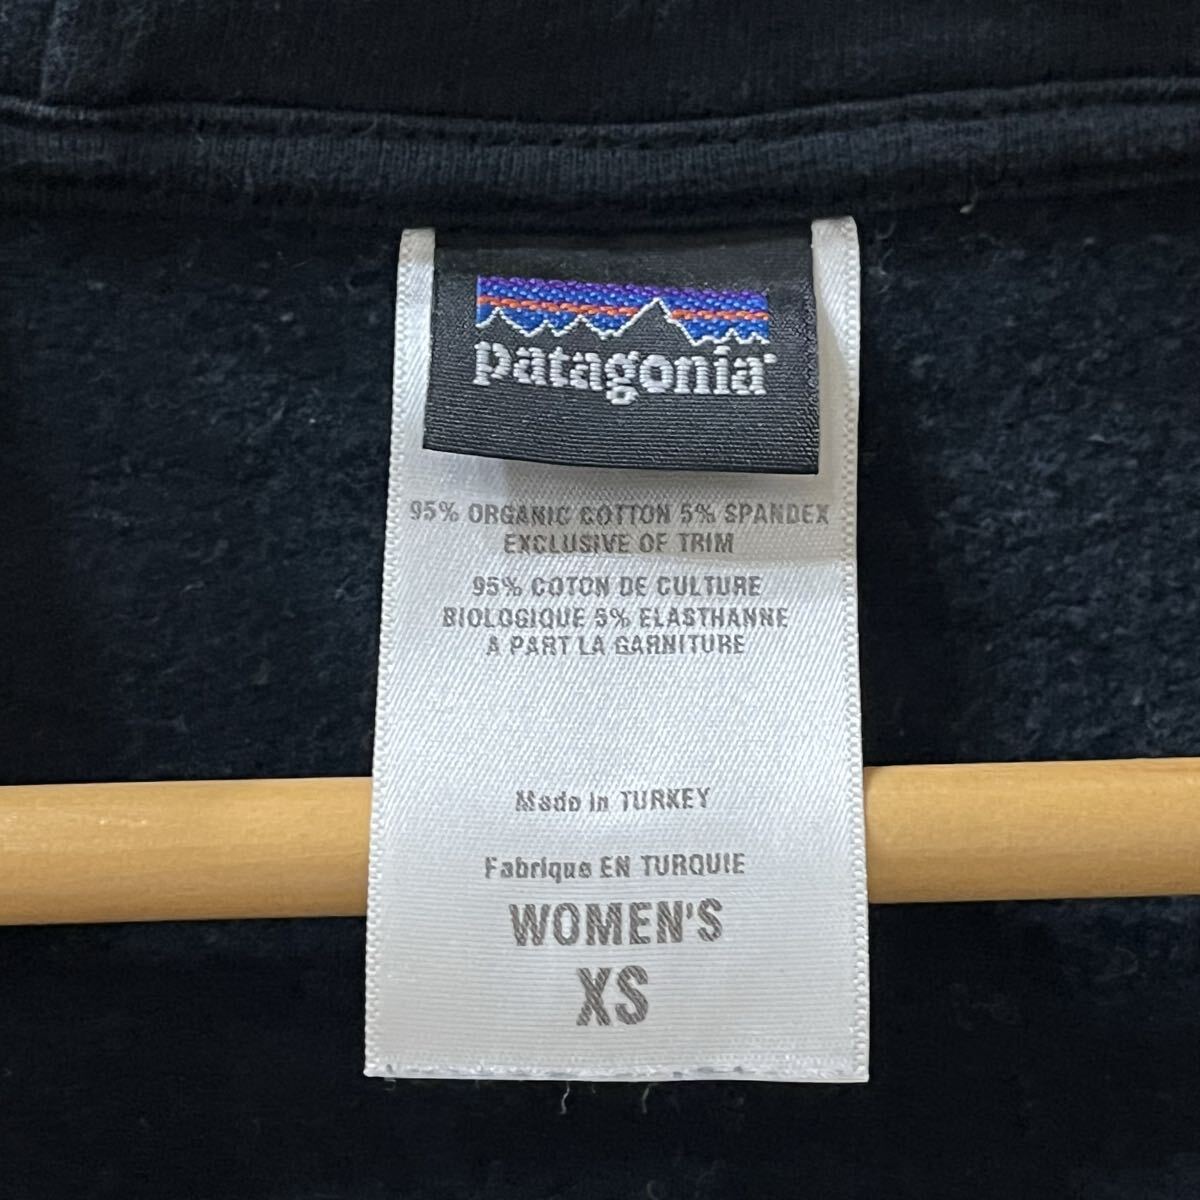 patagonia
95% ORGANIC COTTON 5% SPANDEX
EXCLUSIVE OF TRIM
95% COTON DE CULTURE
BIOLOGIQUE 5% ELASTHANNE
A PART LA GARNITURE
Made in TURKEY
Fabrique EN TURQUIE
WOMEN'S
XS